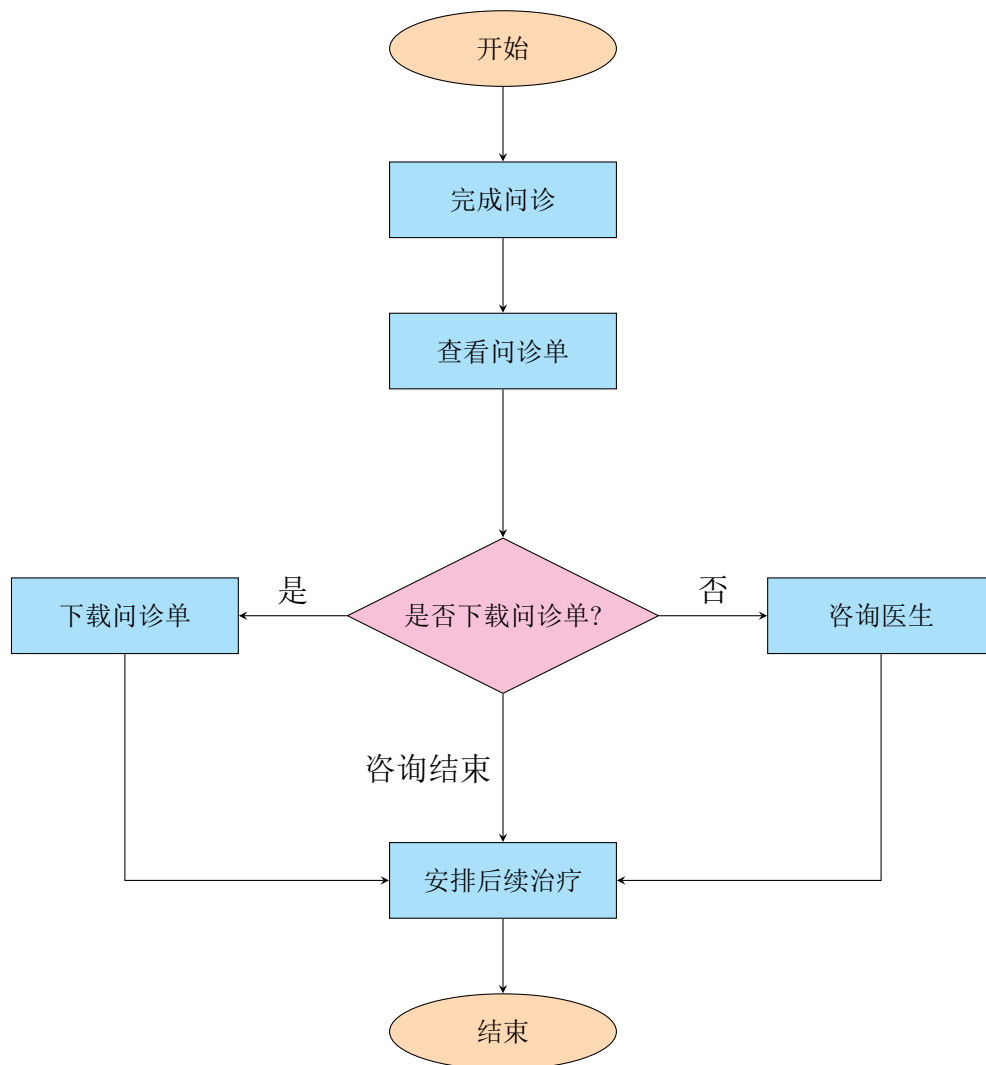 开始
完成问诊
查看问诊单
是否下载问诊单?
是
否
下载问诊单
咨询医生
咨询结束
安排后续治疗
结束